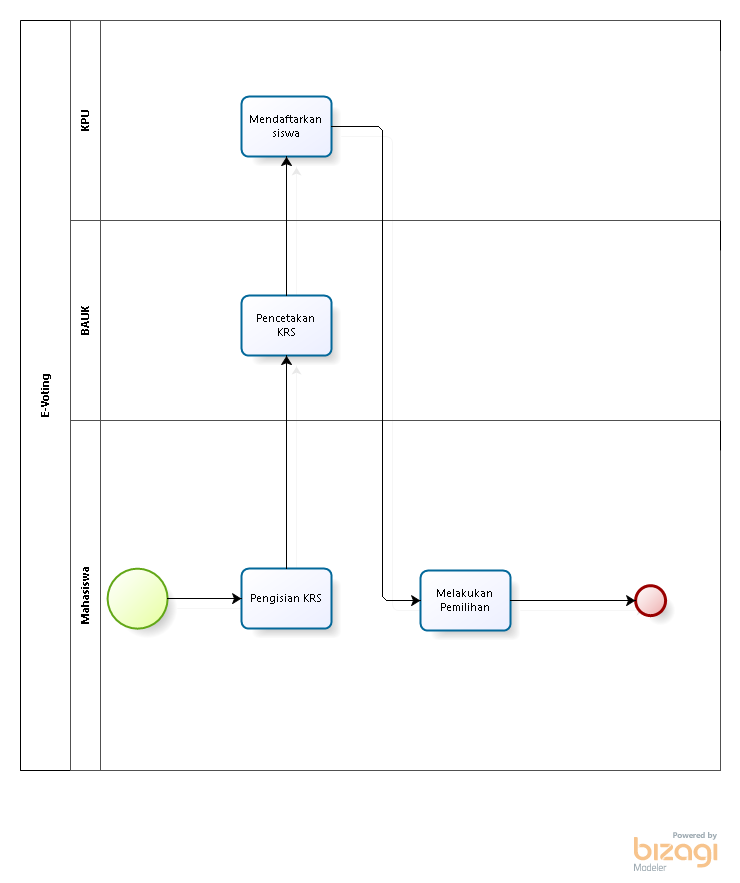 E-Voting
KPU
Mendaftarkan
siswa
BAUK
Pencetakan
KRS
Mahasiswa
Pengisian KRS
Melakukan
Pemilihan
Powered by
bizagi
Modeler